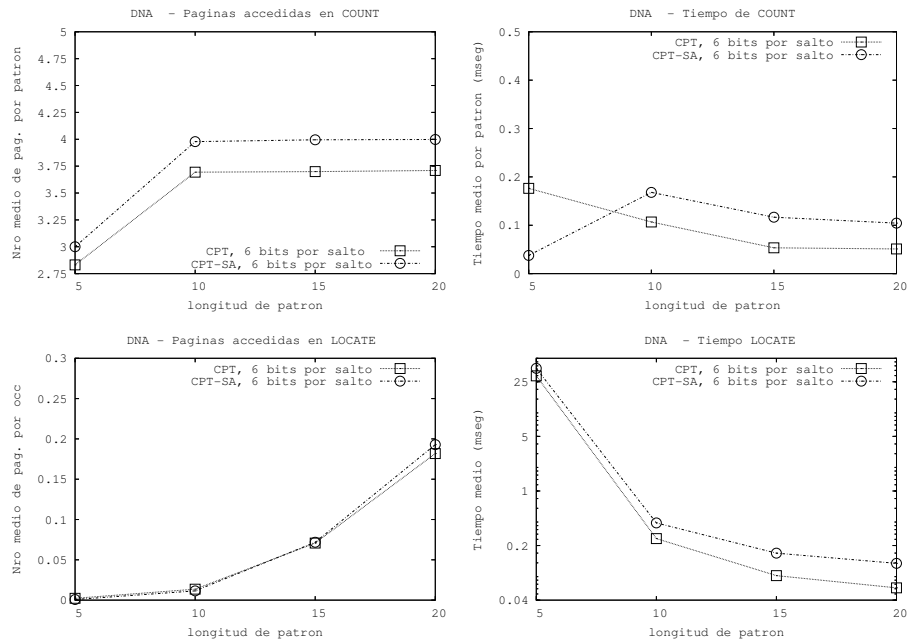 DNA - Paginas accedidas en COUNT
Nro medio de pag. por patron
5
4.75
4.5
4.25
4
3.75
3.5
3.25
3
2.75
CPT, 6 bits por salto
CPT-SA, 6 bits por salto
5 10 15 20
longitud de patron
DNA - Tiempo de COUNT
Tiempo medio por patron (mseg)
CPT, 6 bits por salto
CPT-SA, 6 bits por salto
0.5
0.4
0.3
0.2
0.1
0
5 10 15 20
longitud de patron
DNA - Paginas accedidas en LOCATE
Nro medio de pag. por occ
CPT, 6 bits por salto
CPT-SA, 6 bits por salto
0.3
0.2
0.15
0.1
0.05
0
5 10 15 20
longitud de patron
DNA - Tiempo LOCATE
Tiempo medio (mseg)
CPT, 6 bits por salto
CPT-SA, 6 bits por salto
25
5
1
0.2
0.04
5 10 15 20
longitud de patron